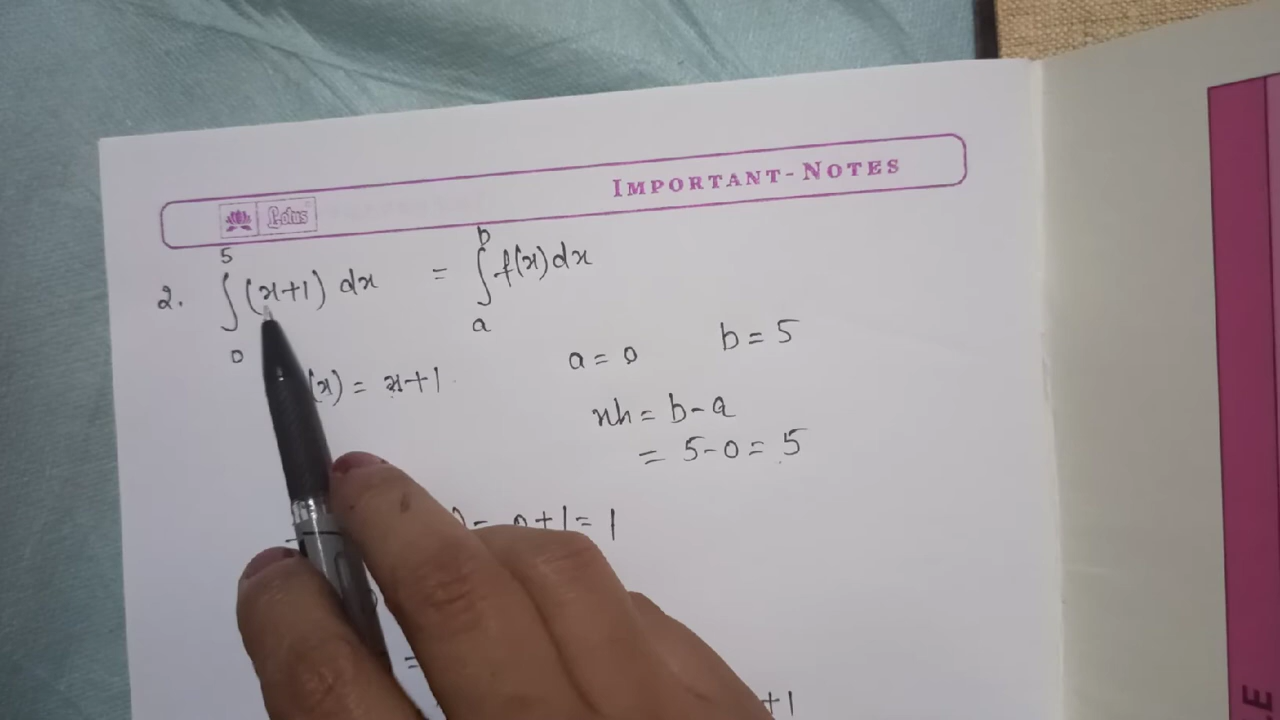 IMPORTANT-NOTES
Lotus
2. ∫₀⁵ (x+1) dx = ∫ₐᵇ f(x) dx
a = 0 b = 5
(x) = x+1
nh = b-a
= 5-0 = 5
= 0+1 = 1
=
+1
E